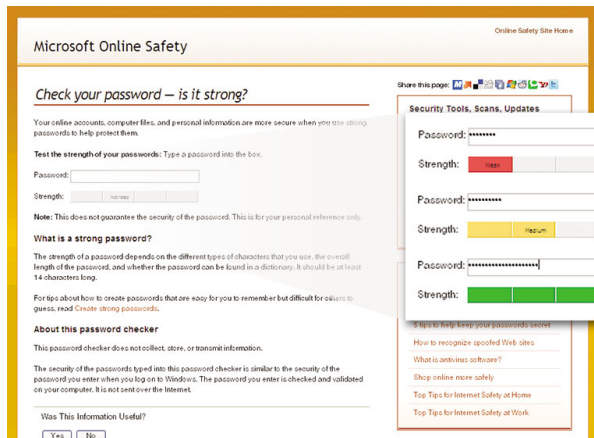 Online Safety Site Home
Microsoft Online Safety
Check your password – is it strong?
Your online accounts, computer files, and personal information are more secure when you use strong
passwords to help protect them.
Test the strength of your passwords: Type a password into the box.
Password:
Strength:
Note: This does not guarantee the security of the password. This is for your personal reference only.
What is a strong password?
The strength of a password depends on the different types of characters that you use, the overall
length of the password, and whether the password can be found in a dictionary. It should be at least
14 characters long.
For tips about how to create passwords that are easy for you to remember but difficult for others to
guess, read Create strong passwords.
About this password checker
This password checker does not collect, store, or transmit information.
The security of the passwords typed into this password checker is similar to the security of the
password you enter when you log on to Windows. The password you enter is checked and validated
on your computer. It is not sent over the Internet.
Was This Information Useful?
Yes No
Share this page:
Security Tools, Scans, Updates
Password: ••••••••
Strength: Weak
Password: ••••••••••
Strength: Medium
Password: •••••••••••••••••••••
Strength:
5 tips to help keep your passwords secret
How to recognize spoofed Web sites
What is antivirus software?
Shop online more safely
Top Tips for Internet Safety at Home
Top Tips for Internet Safety at Work